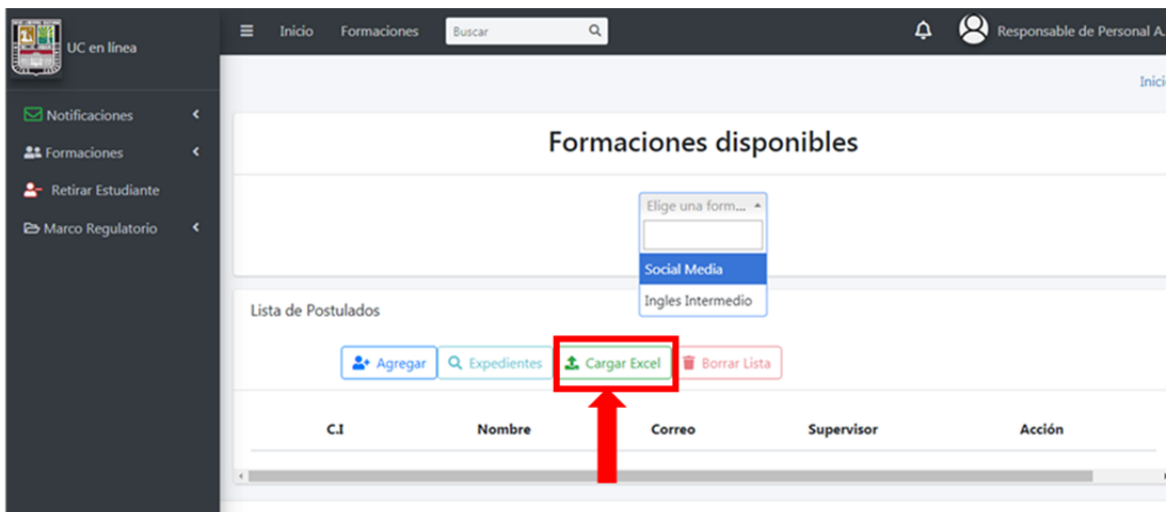 UC en línea
Inicio Formaciones Buscar Responsable de Personal A.
Inicio
Notificaciones
Formaciones
Retirar Estudiante
Marco Regulatorio
Formaciones disponibles
Elige una form...
Social Media
Ingles Intermedio
Lista de Postulados
Agregar Expedientes Cargar Excel Borrar Lista
C.I Nombre Correo Supervisor Acción